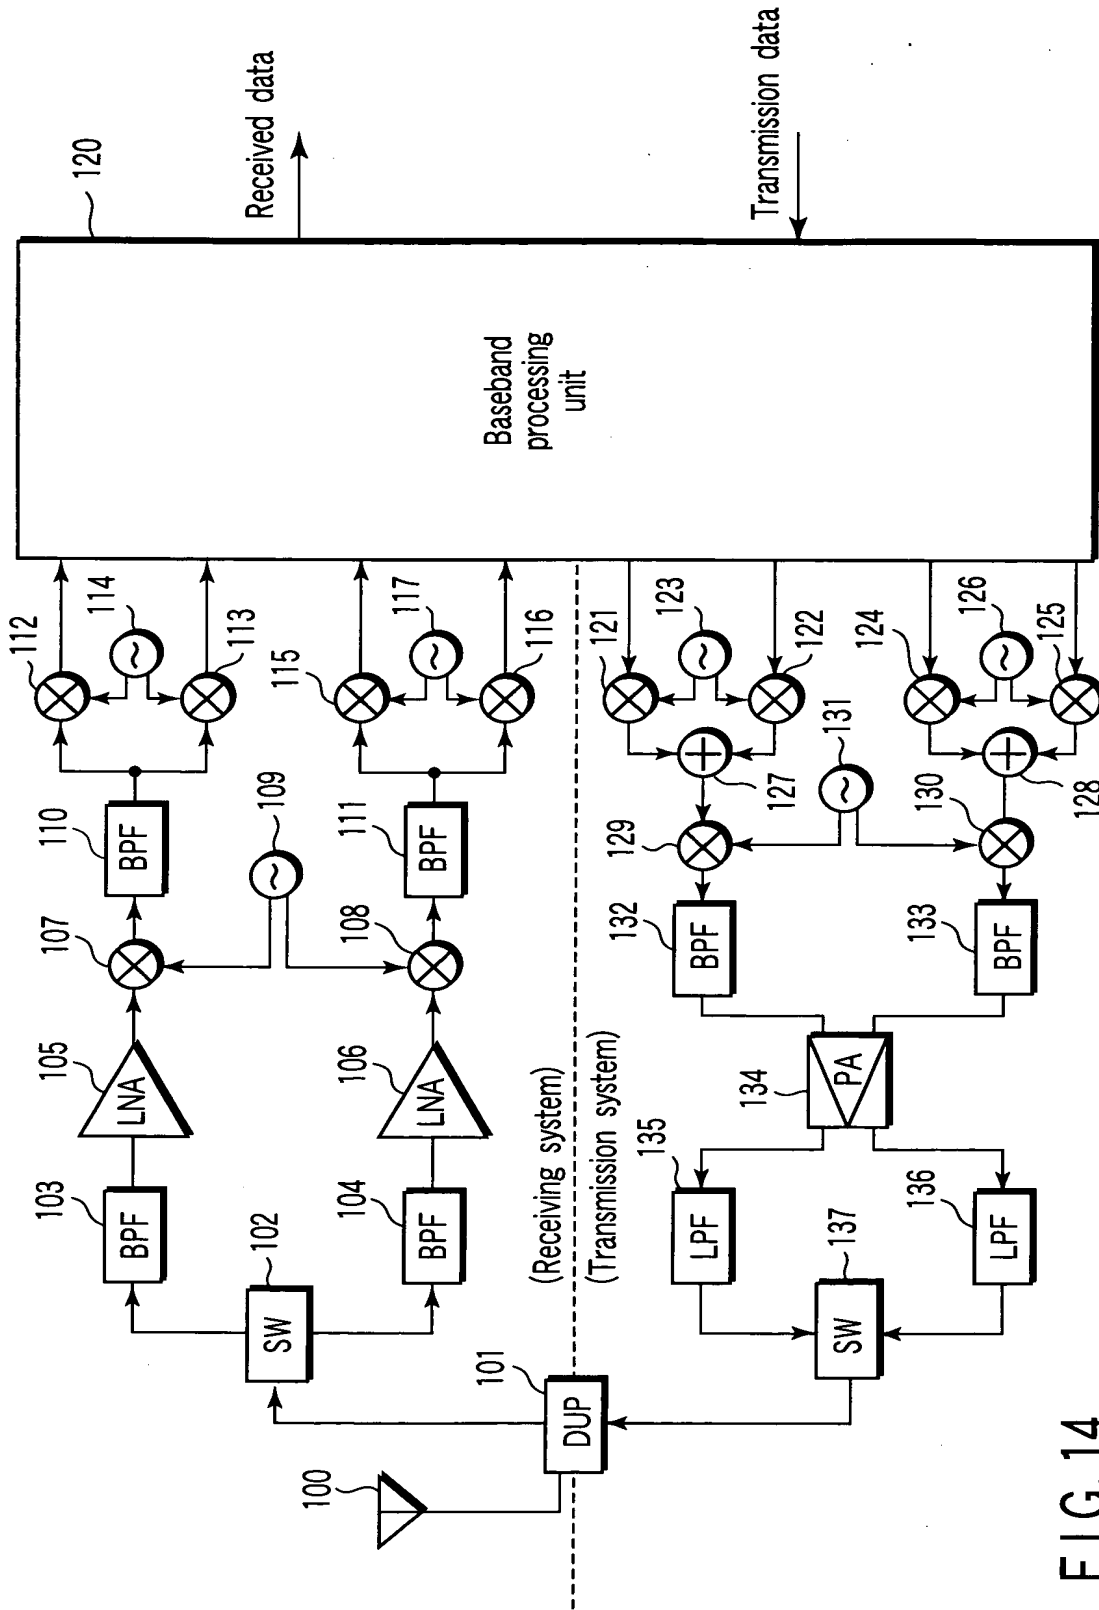 100
DUP
101
SW
102
BPF
103
BPF
104
LNA
105
LNA
106
107
108
109
BPF
110
BPF
111
112
113
114
115
116
117
120
Baseband
processing
unit
Received data
Transmission data
(Receiving system)
(Transmission system)
121
122
123
124
125
126
127
128
129
130
131
BPF
132
BPF
133
PA
134
LPF
135
LPF
136
SW
137
FIG. 14